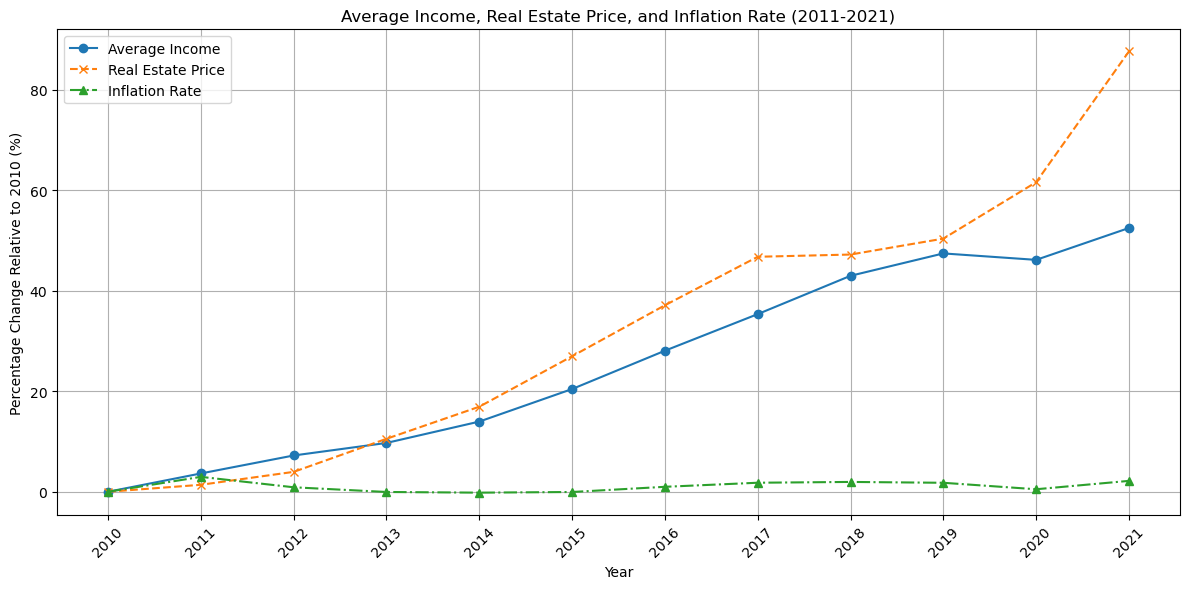 Average Income, Real Estate Price, and Inflation Rate (2011-2021)
Average Income
Real Estate Price
Inflation Rate
Percentage Change Relative to 2010 (%)
80
60
40
20
0
2010 2011 2012 2013 2014 2015 2016 2017 2018 2019 2020 2021
Year